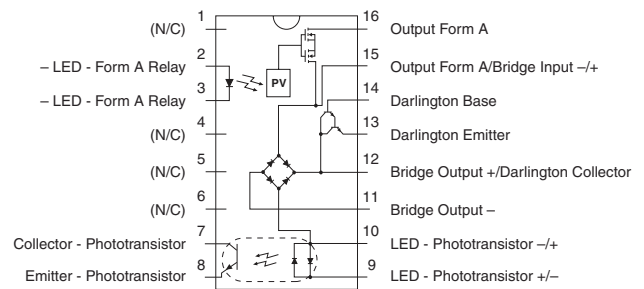 1 16
(N/C) Output Form A
2 15
– LED - Form A Relay PV Output Form A/Bridge Input –/+
3 14
– LED - Form A Relay Darlington Base
4 13
(N/C) Darlington Emitter
5 12
(N/C) Bridge Output +/Darlington Collector
6 11
(N/C) Bridge Output –
7 10
Collector - Phototransistor LED - Phototransistor –/+
8 9
Emitter - Phototransistor LED - Phototransistor +/–